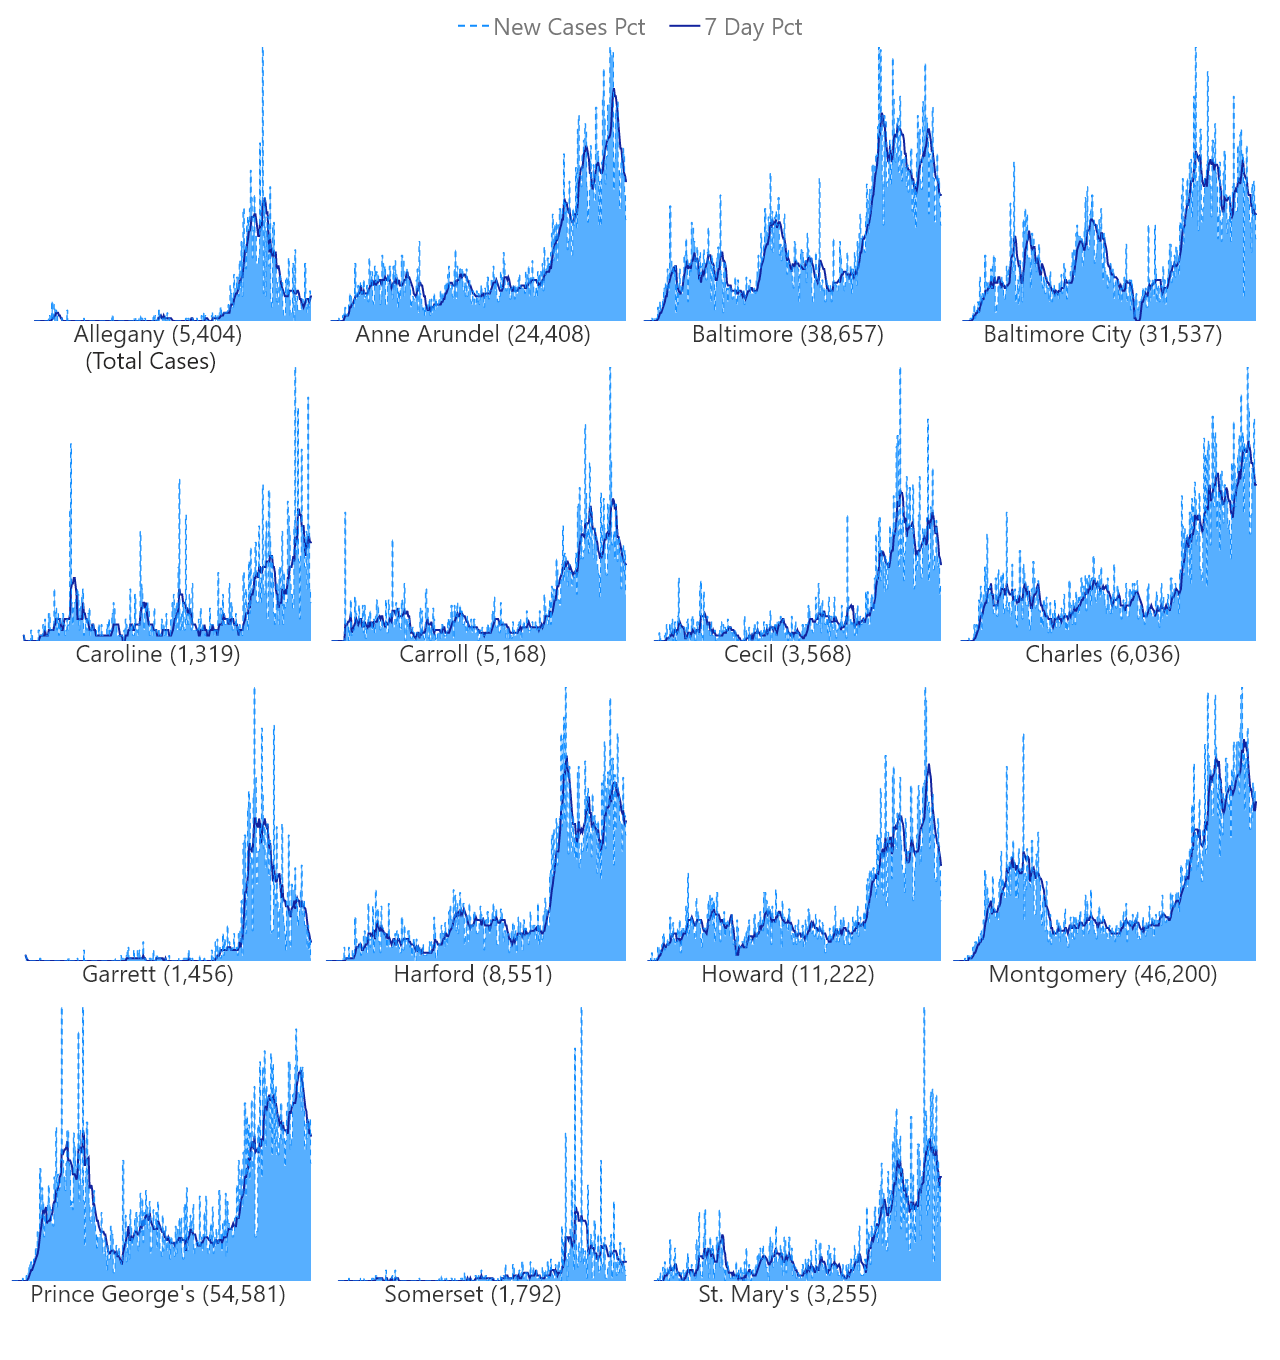 New Cases Pct 7 Day Pct
Allegany (5,404)
(Total Cases)
Anne Arundel (24,408)
Baltimore (38,657)
Baltimore City (31,537)
Caroline (1,319)
Carroll (5,168)
Cecil (3,568)
Charles (6,036)
Garrett (1,456)
Harford (8,551)
Howard (11,222)
Montgomery (46,200)
Prince George's (54,581)
Somerset (1,792)
St. Mary's (3,255)